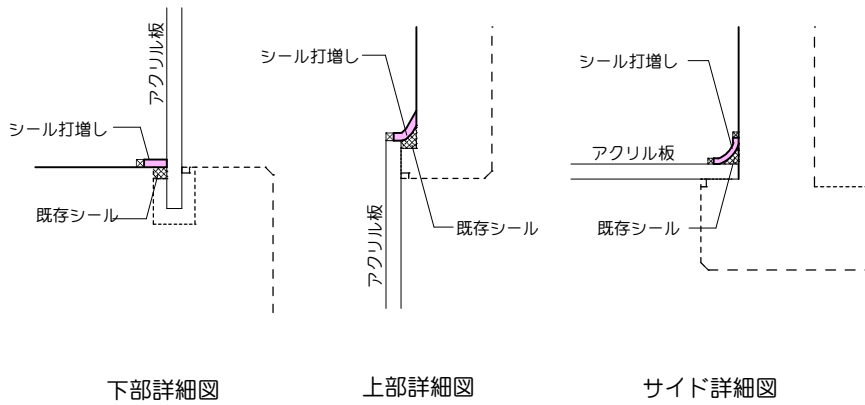 アクリル板
シール打増し
既存シール
下部詳細図
シール打増し
アクリル板
既存シール
上部詳細図
シール打増し
アクリル板
既存シール
サイド詳細図